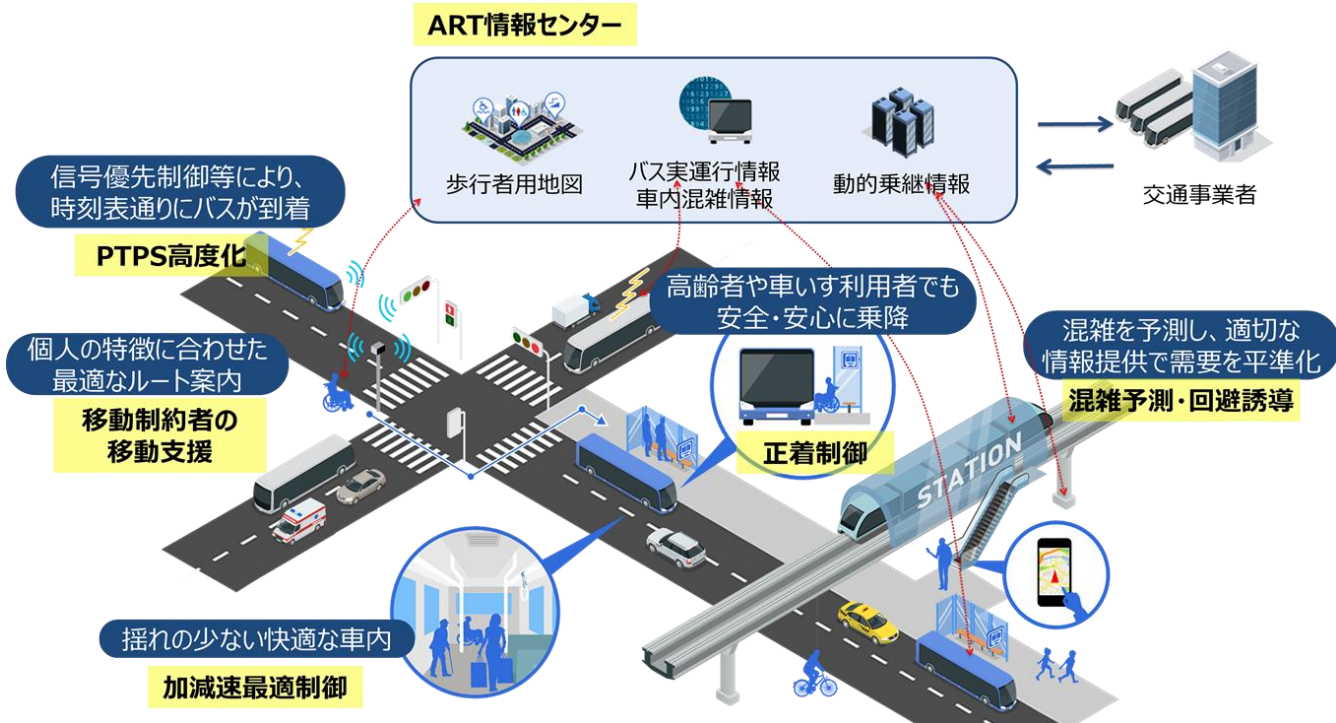 ART情報センター
歩行者用地図
バス実運行情報
車内混雑情報
動的乗継情報
交通事業者
信号優先制御等により、
時刻表通りにバスが到着
PTPS高度化
個人の特徴に合わせた
最適なルート案内
移動制約者の
移動支援
高齢者や車いす利用者でも
安全・安心に乗降
正着制御
混雑を予測し、適切な
情報提供で需要を平準化
混雑予測・回避誘導
STATION
揺れの少ない快適な車内
加減速最適制御